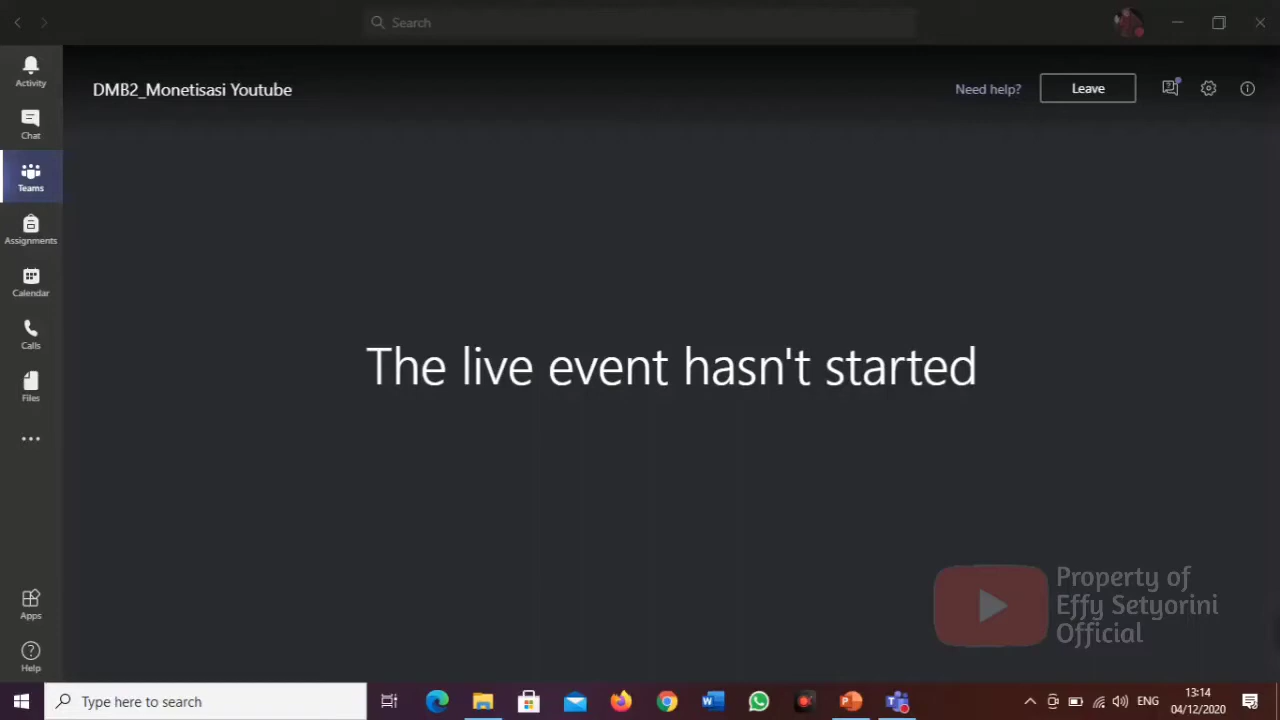 Search
Activity
DMB2_Monetisasi Youtube
Need help?
Leave
Chat
Teams
Assignments
Calendar
Calls
The live event hasn't started
Files
Property of
Effy Setyorini
Official
Apps
Help
Type here to search
ENG
13:14
04/12/2020